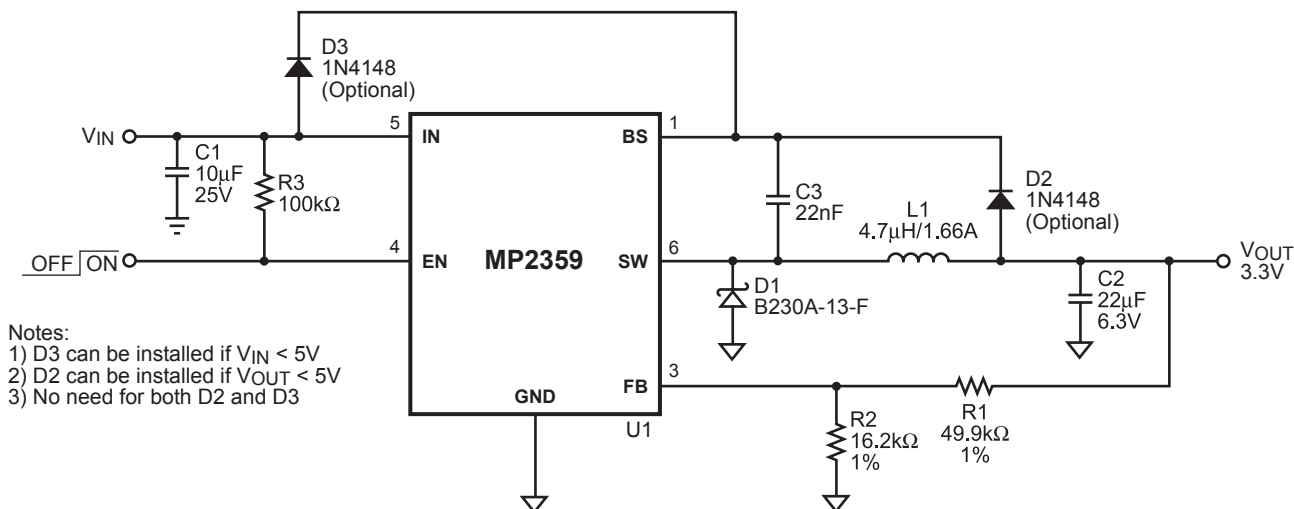 D3
1N4148
(Optional)
VIN
C1
10µF
25V
R3
100kΩ
5
IN
BS
1
C3
22nF
D2
1N4148
(Optional)
L1
4.7µH/1.66A
OFF ON
4
EN
MP2359
SW
6
D1
B230A-13-F
C2
22µF
6.3V
VOUT
3.3V
Notes:
1) D3 can be installed if VIN < 5V
2) D2 can be installed if VOUT < 5V
3) No need for both D2 and D3
GND
FB
3
U1
R2
16.2kΩ
1%
R1
49.9kΩ
1%